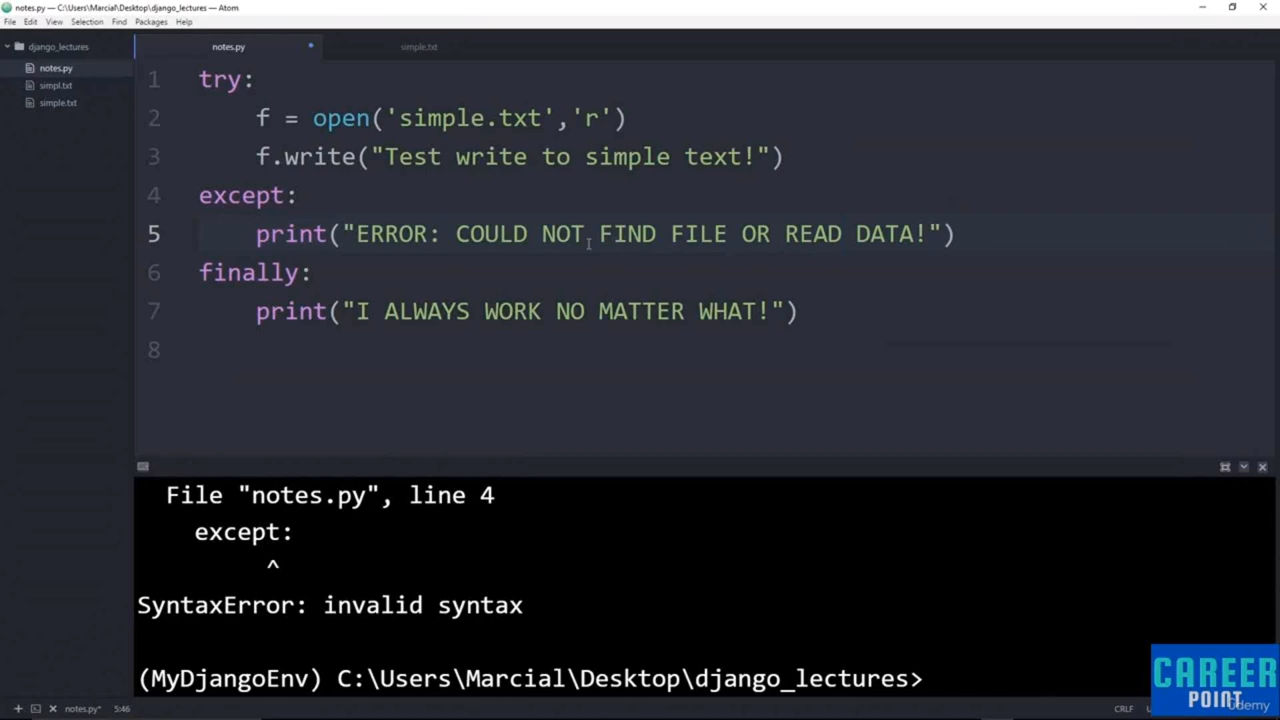 notes.py — C:\Users\Marcial\Desktop\django_lectures — Atom
File Edit View Selection Find Packages Help
django_lectures
notes.py
simpl.txt
simple.txt
notes.py simple.txt
1 try:
2 f = open('simple.txt','r')
3 f.write("Test write to simple text!")
4 except:
5 print("ERROR: COULD NOT FIND FILE OR READ DATA!")
6 finally:
7 print("I ALWAYS WORK NO MATTER WHAT!")
8
File "notes.py", line 4
except:
^
SyntaxError: invalid syntax
(MyDjangoEnv) C:\Users\Marcial\Desktop\django_lectures>
notes.py* 5:46 CRLF
CAREER
POINT